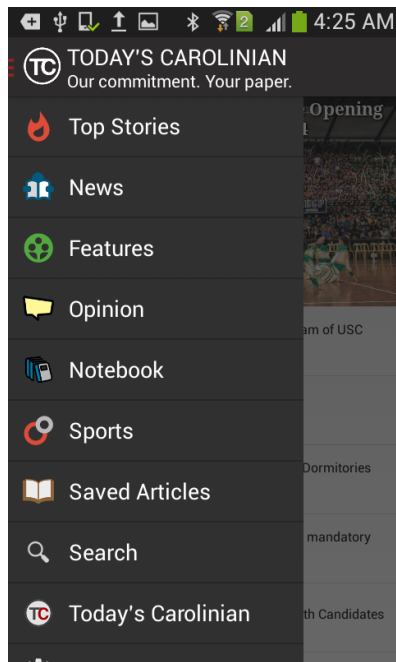 2
4:25 AM
TC
TODAY'S CAROLINIAN
Our commitment. Your paper.
Opening
Top Stories
News
Features
Opinion
am of USC
Notebook
Sports
Dormitories
Saved Articles
mandatory
Search
TC
Today's Carolinian
th Candidates